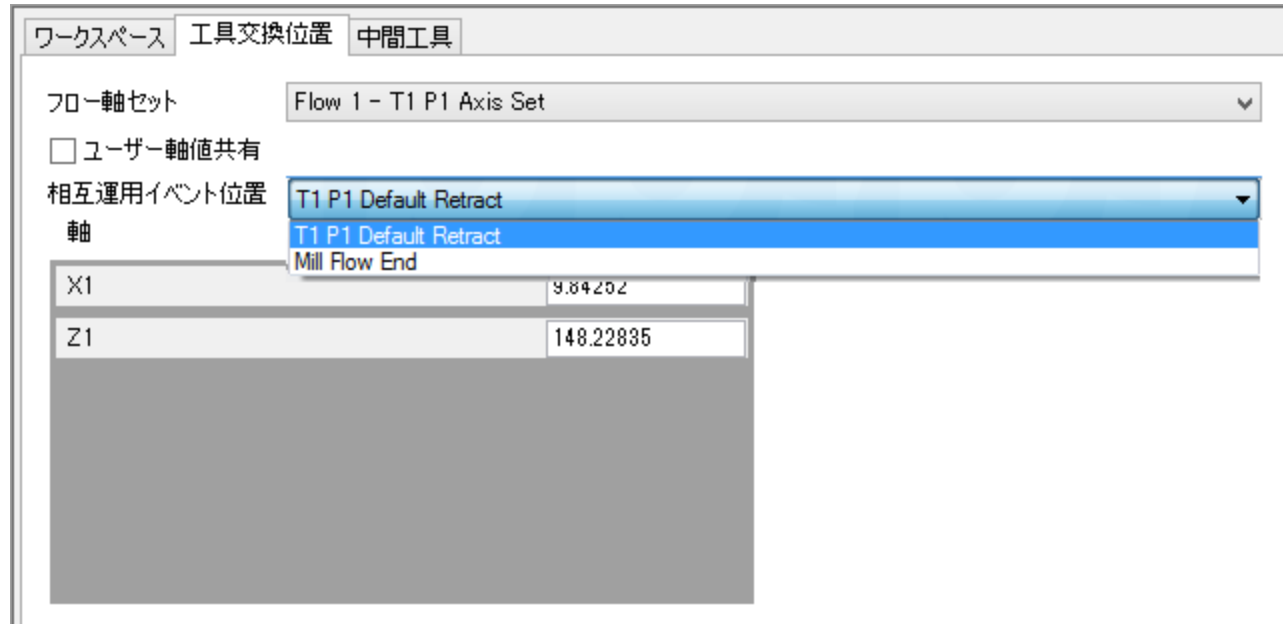 ワークスペース 工具交換位置 中間工具
フロー軸セット Flow 1 - T1 P1 Axis Set
ユーザー軸値共有
相互運用イベント位置 T1 P1 Default Retract
軸 T1 P1 Default Retract
Mill Flow End
X1 9.84252
Z1 148.22835